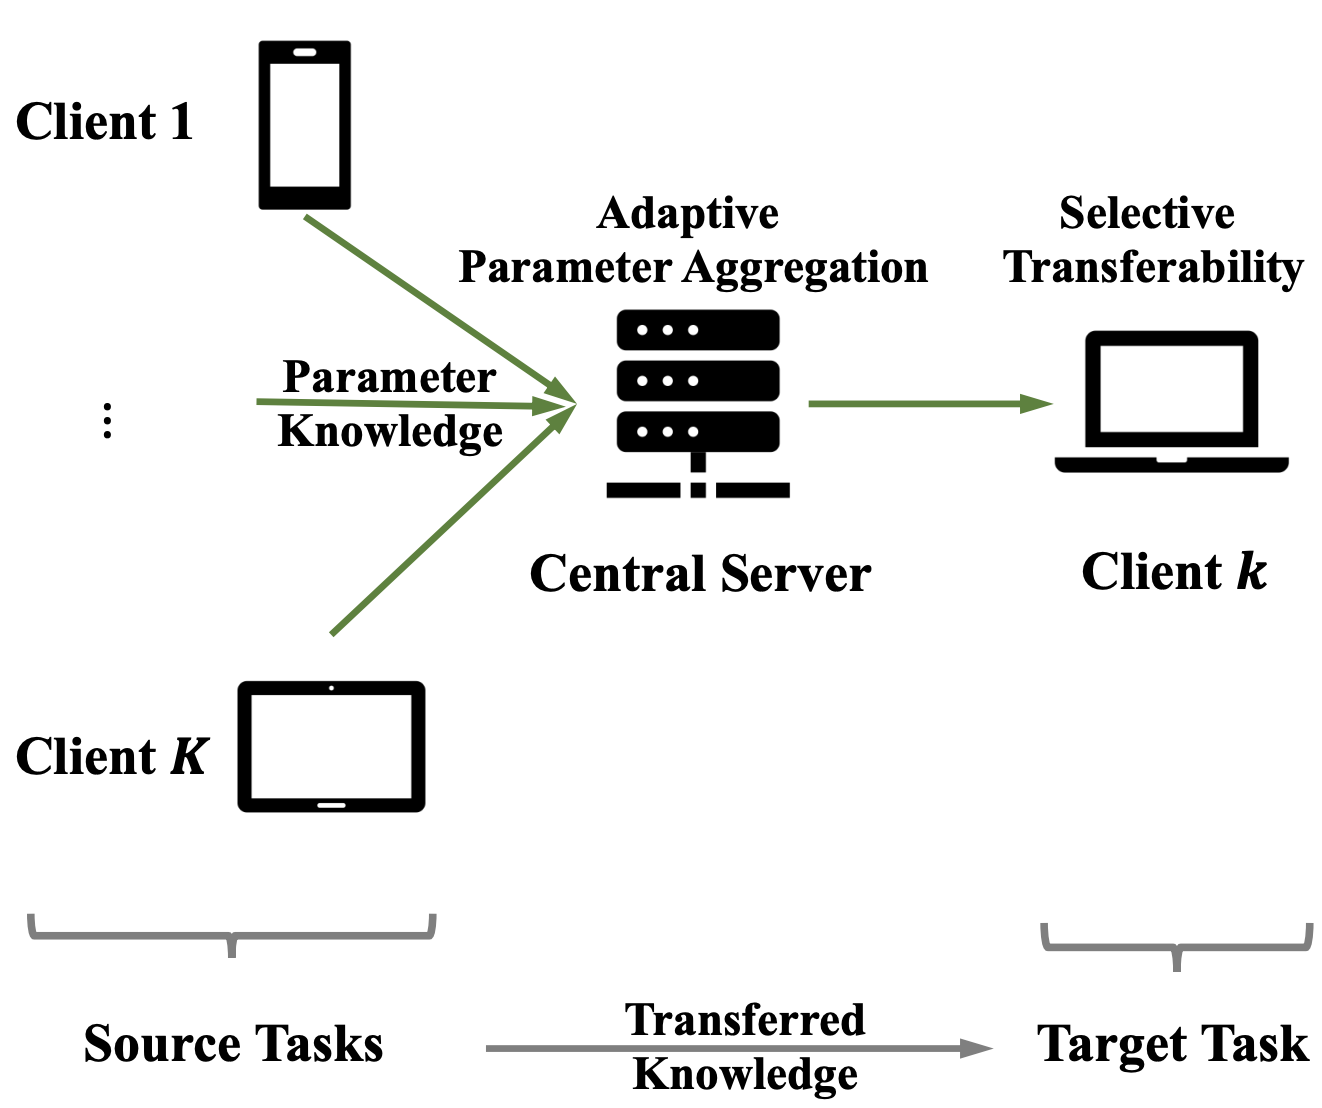 Client 1
Adaptive
Parameter Aggregation
Selective
Transferability
Parameter
Knowledge
⋮
Central Server
Client k
Client K
Source Tasks
Transferred
Knowledge
Target Task